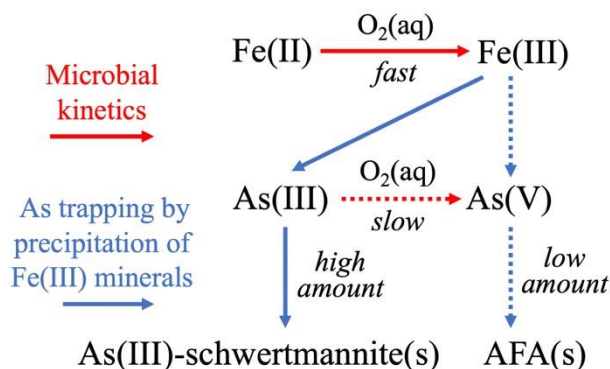 O₂(aq)
Fe(II) Fe(III)
fast
Microbial
kinetics
O₂(aq)
As(III) As(V)
slow
As trapping by
precipitation of
Fe(III) minerals
high
amount
low
amount
As(III)-schwertmannite(s) AFA(s)